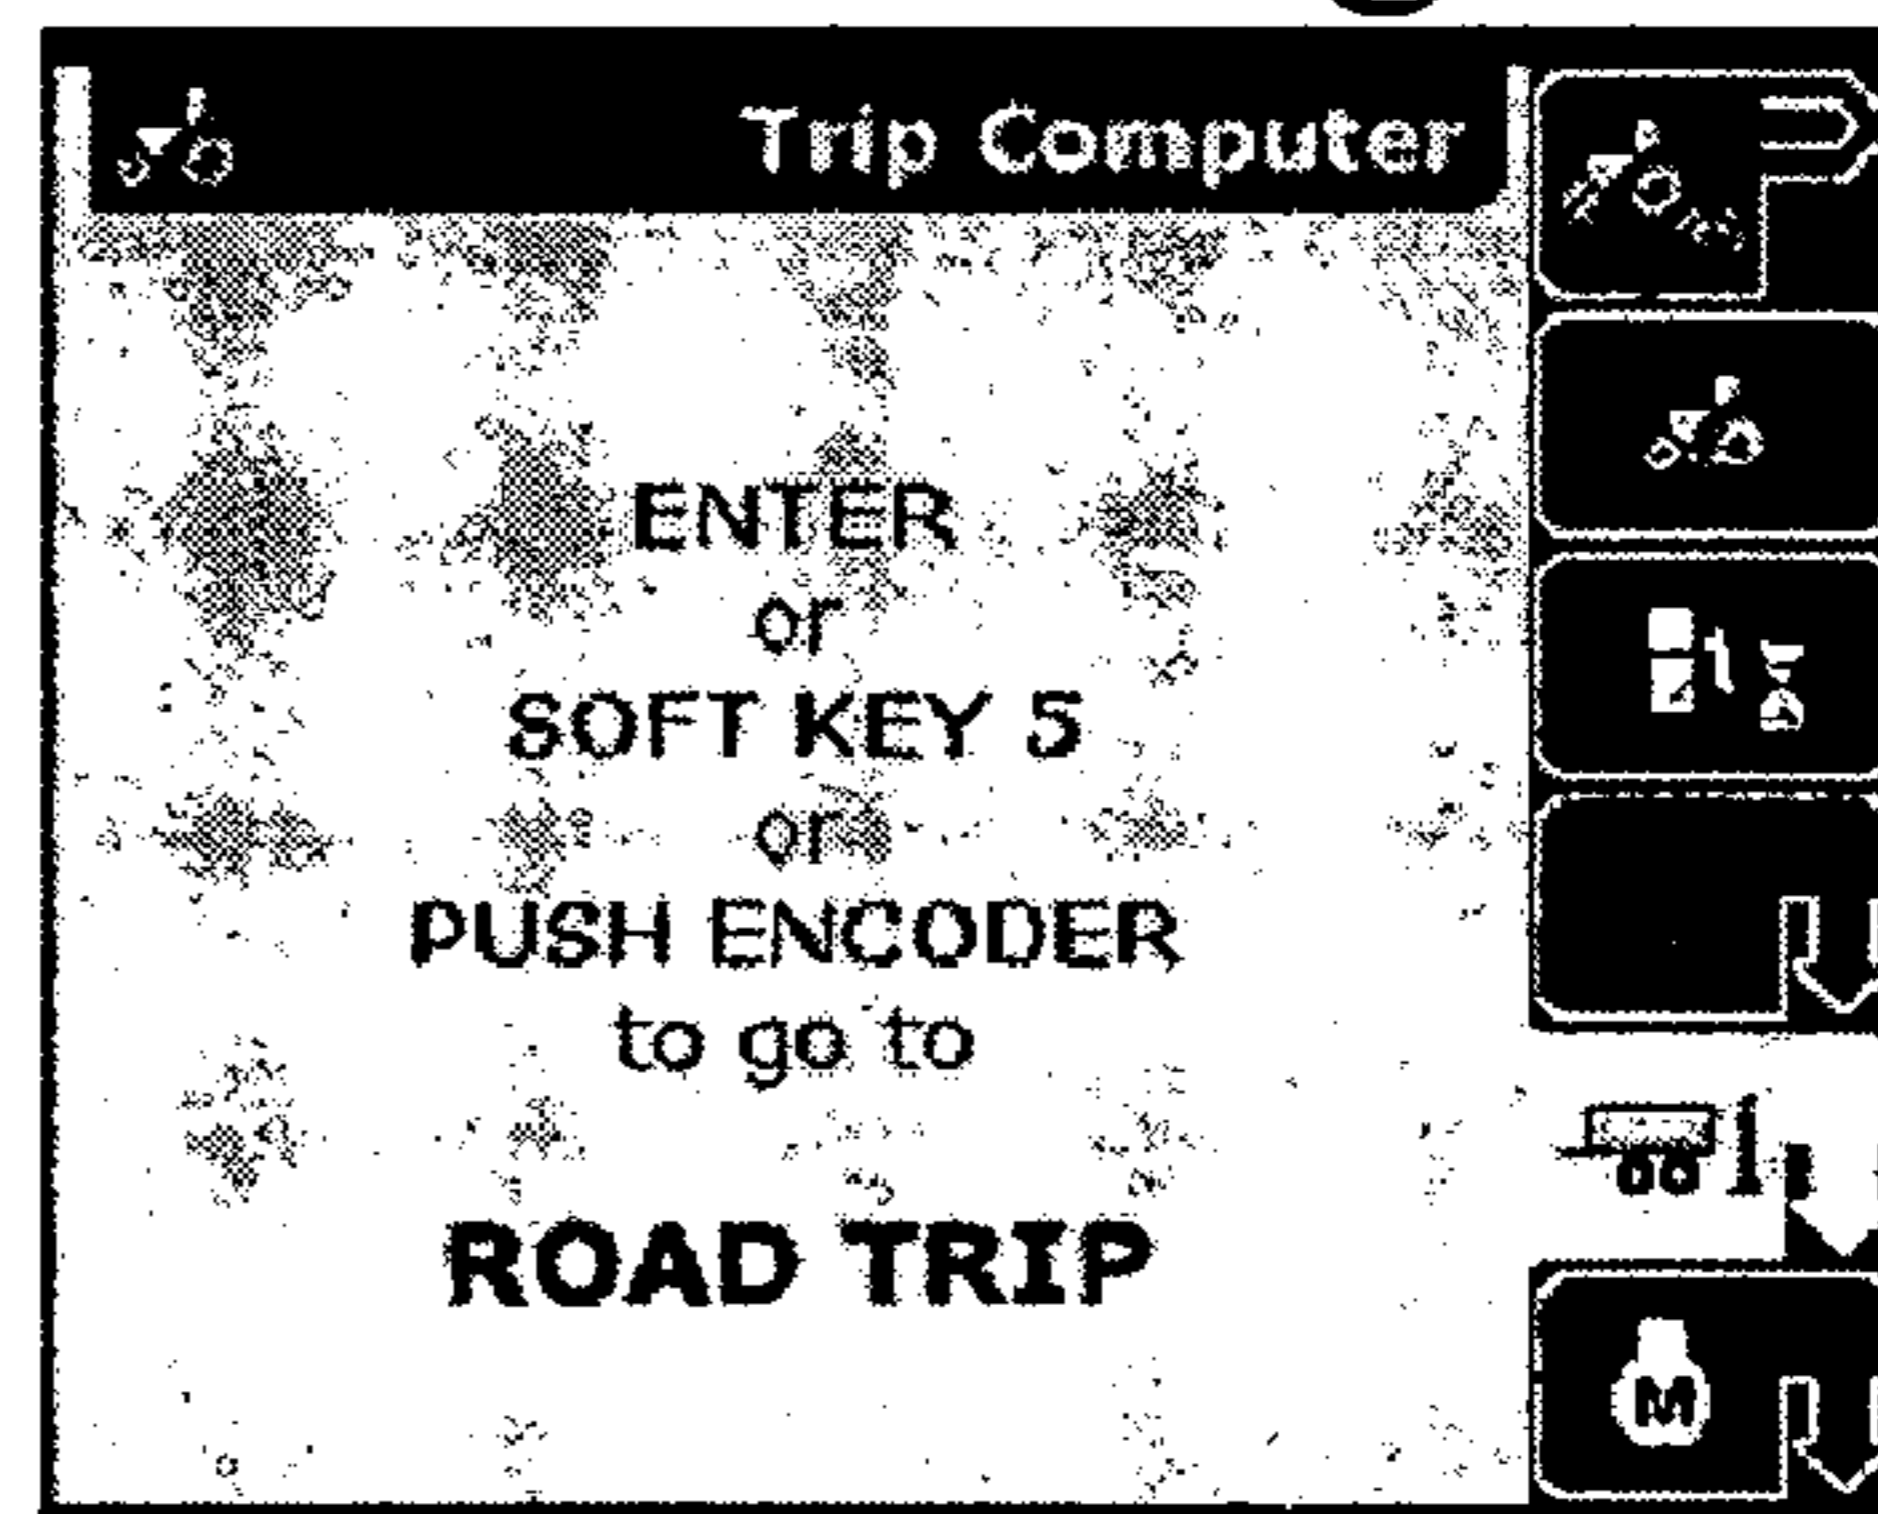 Trip Computer
ENTER
or
SOFT KEY 5
or
PUSH ENCODER
to go to
ROAD TRIP
M